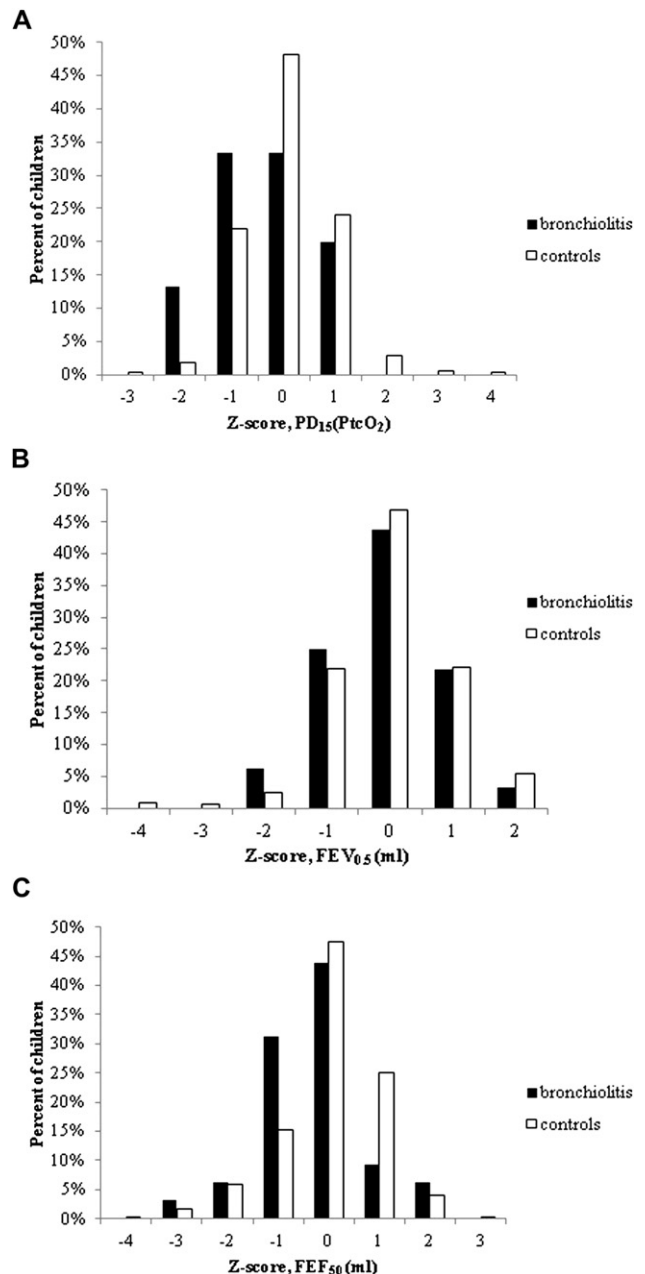 A
50%
45%
40%
35%
30%
25%
20%
15%
10%
5%
0%
Percent of children
-3 -2 -1 0 1 2 3 4
Z-score, PD15(PtcO2)
bronchiolitis
controls
B
50%
45%
40%
35%
30%
25%
20%
15%
10%
5%
0%
Percent of children
-4 -3 -2 -1 0 1 2
Z-score, FEV0.5 (ml)
bronchiolitis
controls
C
50%
45%
40%
35%
30%
25%
20%
15%
10%
5%
0%
Percent of children
-4 -3 -2 -1 0 1 2 3
Z-score, FEF50 (ml)
bronchiolitis
controls